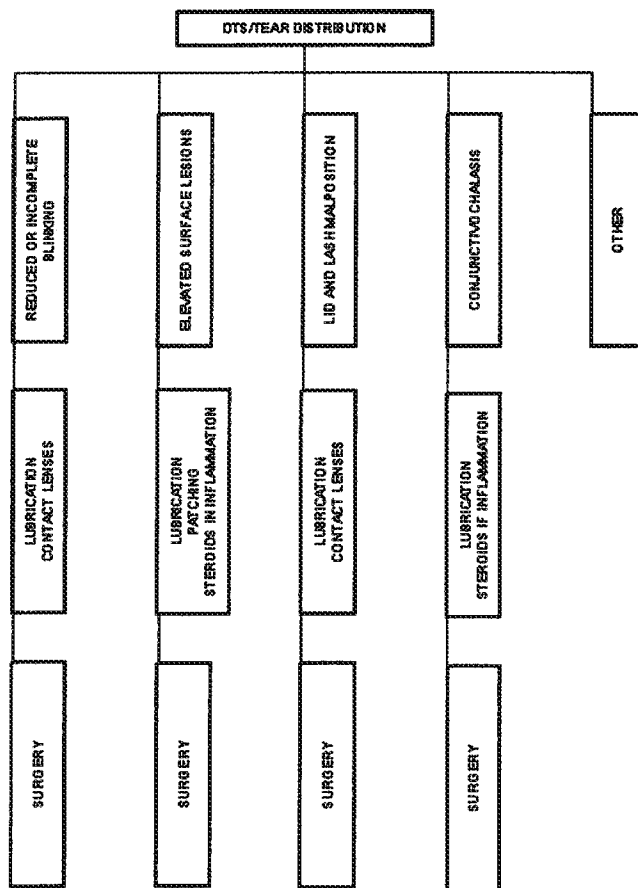 DTS/TEAR DISTRIBUTION
REDUCED OR INCOMPLETE
BLINKING
ELEVATED SURFACE LESIONS
LID AND LASH MALPOSITION
CONJUNCTIVOCHALASIS
OTHER
LUBRICATION
CONTACT LENSES
LUBRICATION
PATCHING
STEROIDS IN INFLAMMATION
LUBRICATION
CONTACT LENSES
LUBRICATION
STEROIDS IF INFLAMMATION
SURGERY
SURGERY
SURGERY
SURGERY